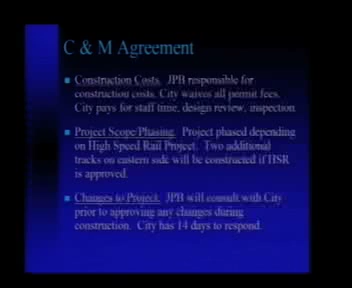 C & M Agreement
Construction Costs. JPB responsible for
construction costs. City waives all permit fees.
City pays for staff time, design review, inspection.
Project Scope/Phasing. Project phased depending
on High Speed Rail Project. Two additional
tracks on eastern side will be constructed if HSR
is approved.
Changes to Project. JPB will consult with City
prior to approving any changes during
construction. City has 14 days to respond.